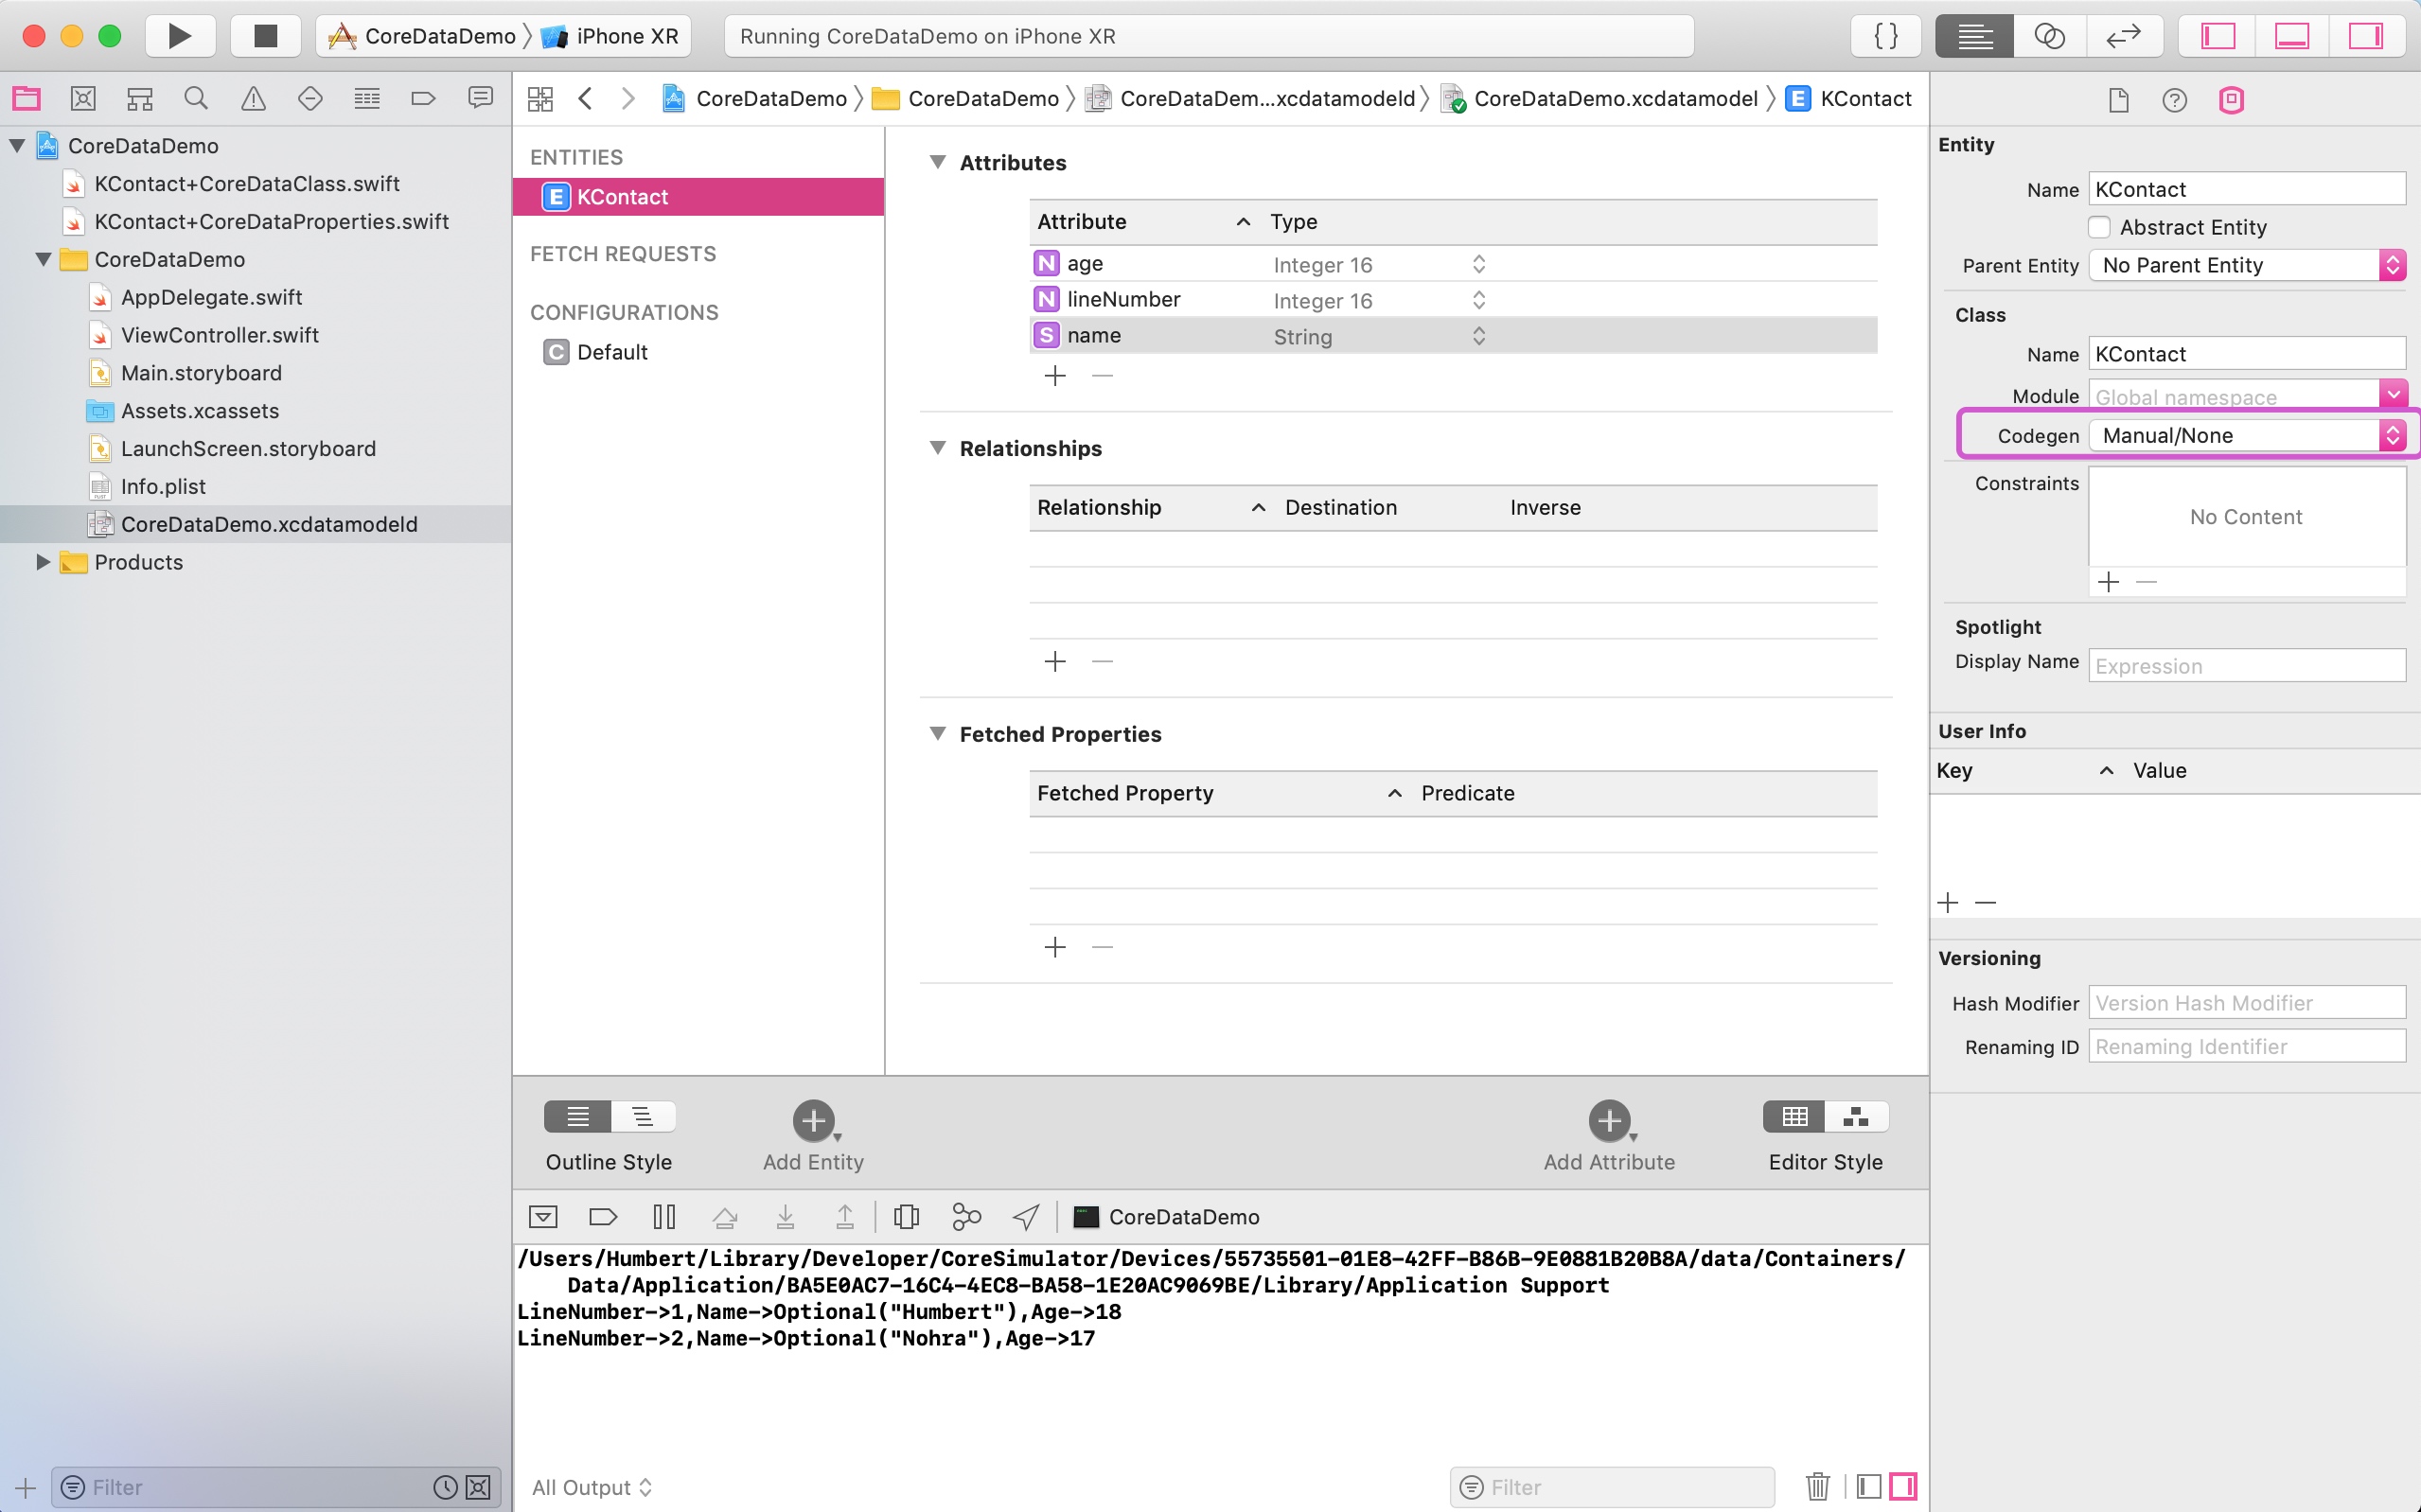 CoreDataDemo
iPhone XR
Running CoreDataDemo on iPhone XR
{ }
CoreDataDemo
KContact+CoreDataClass.swift
KContact+CoreDataProperties.swift
CoreDataDemo
AppDelegate.swift
ViewController.swift
Main.storyboard
Assets.xcassets
LaunchScreen.storyboard
Info.plist
CoreDataDemo.xcdatamodeld
Products
Filter
CoreDataDemo
CoreDataDemo
CoreDataDem...xcdatamodeld
CoreDataDemo.xcdatamodel
E KContact
ENTITIES
E KContact
FETCH REQUESTS
CONFIGURATIONS
C Default
Attributes
Attribute Type
N age Integer 16
N lineNumber Integer 16
S name String
Relationships
Relationship Destination Inverse
Fetched Properties
Fetched Property Predicate
Outline Style
Add Entity
Add Attribute
Editor Style
CoreDataDemo
/Users/Humbert/Library/Developer/CoreSimulator/Devices/55735501-01E8-42FF-B86B-9E0881B20B8A/data/Containers/
Data/Application/BA5E0AC7-16C4-4EC8-BA58-1E20AC9069BE/Library/Application Support
LineNumber->1,Name->Optional("Humbert"),Age->18
LineNumber->2,Name->Optional("Nohra"),Age->17
All Output
Filter
Entity
Name KContact
Abstract Entity
Parent Entity No Parent Entity
Class
Name KContact
Module Global namespace
Codegen Manual/None
Constraints
No Content
Spotlight
Display Name Expression
User Info
Key Value
Versioning
Hash Modifier Version Hash Modifier
Renaming ID Renaming Identifier